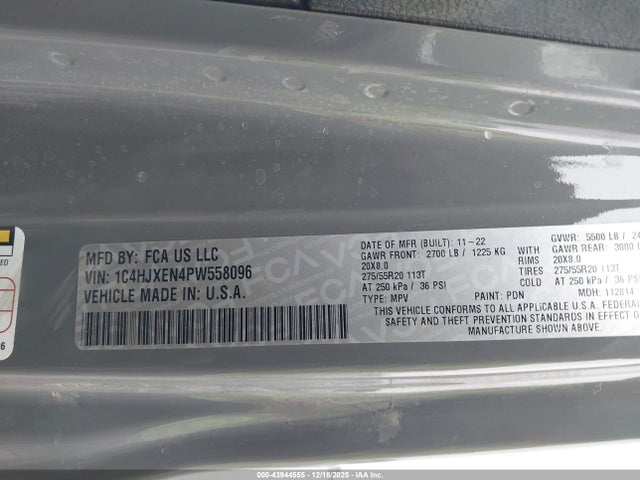 MFD BY: FCA US LLC
VIN: 1C4HJXEN4PW558096
VEHICLE MADE IN: U.S.A.
DATE OF MFR (BUILT): 11-22
GVWR: 5500 LB / 24
GAWR FRONT: 2700 LB / 1225 KG WITH GAWR REAR: 3080 L
20X8.0 RIMS 20X8.0
275/55R20 113T TIRES 275/55R20 113T
AT 250 kPa / 36 PSI COLD AT 250 kPa / 36 PSI
TYPE: MPV PAINT: PDN MDH: 112814
THIS VEHICLE CONFORMS TO ALL APPLICABLE U.S.A. FEDERAL
SAFETY AND THEFT PREVENTION STANDARDS IN EFFECT
MANUFACTURE SHOWN ABOVE.
000-43944555 - 12/18/2025 - IAA Inc.